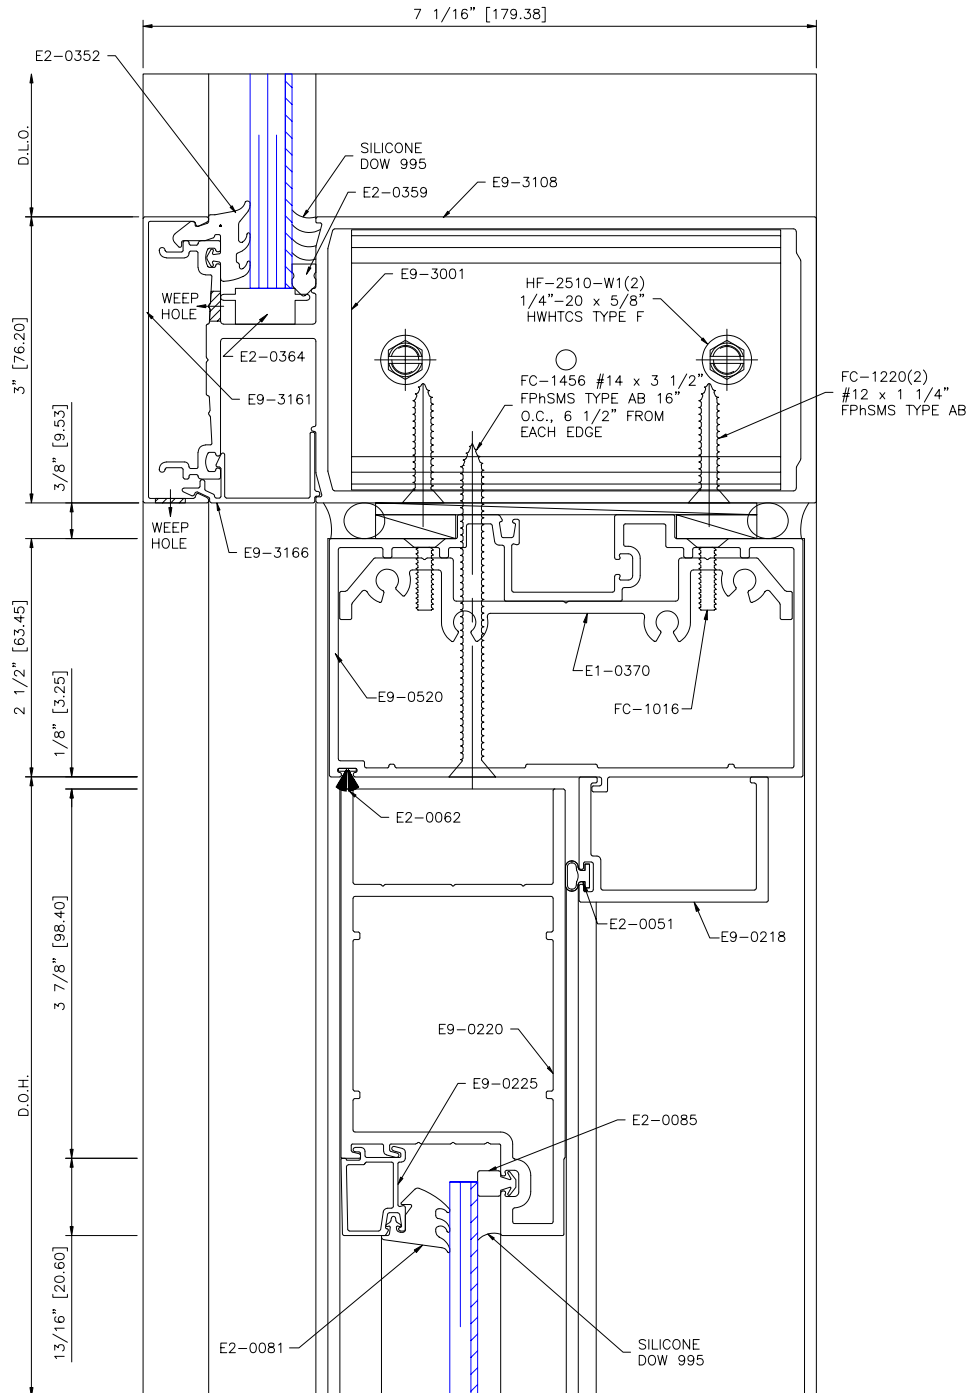 7 1/16" [179.38]
E2-0352
D.L.O.
SILICONE
DOW 995
E2-0359
E9-3108
E9-3001
HF-2510-W1(2)
1/4"-20 x 5/8"
HWHTCS TYPE F
WEEP
HOLE
3" [76.20]
E2-0364
FC-1456 #14 x 3 1/2"
FPhSMS TYPE AB 16"
O.C., 6 1/2" FROM
EACH EDGE
FC-1220(2)
#12 x 1 1/4"
FPhSMS TYPE AB
E9-3161
3/8" [9.53]
WEEP
HOLE
E9-3166
2 1/2" [63.45]
E1-0370
E9-0520
FC-1016
1/8" [3.25]
E2-0062
E2-0051
E9-0218
3 7/8" [98.40]
E9-0220
E9-0225
D.O.H.
E2-0085
13/16" [20.60]
E2-0081
SILICONE
DOW 995